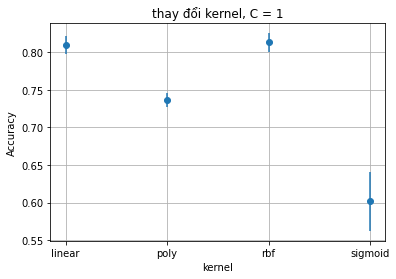 thay đổi kernel, C = 1
Accuracy
0.80
0.75
0.70
0.65
0.60
0.55
linear poly rbf sigmoid
kernel